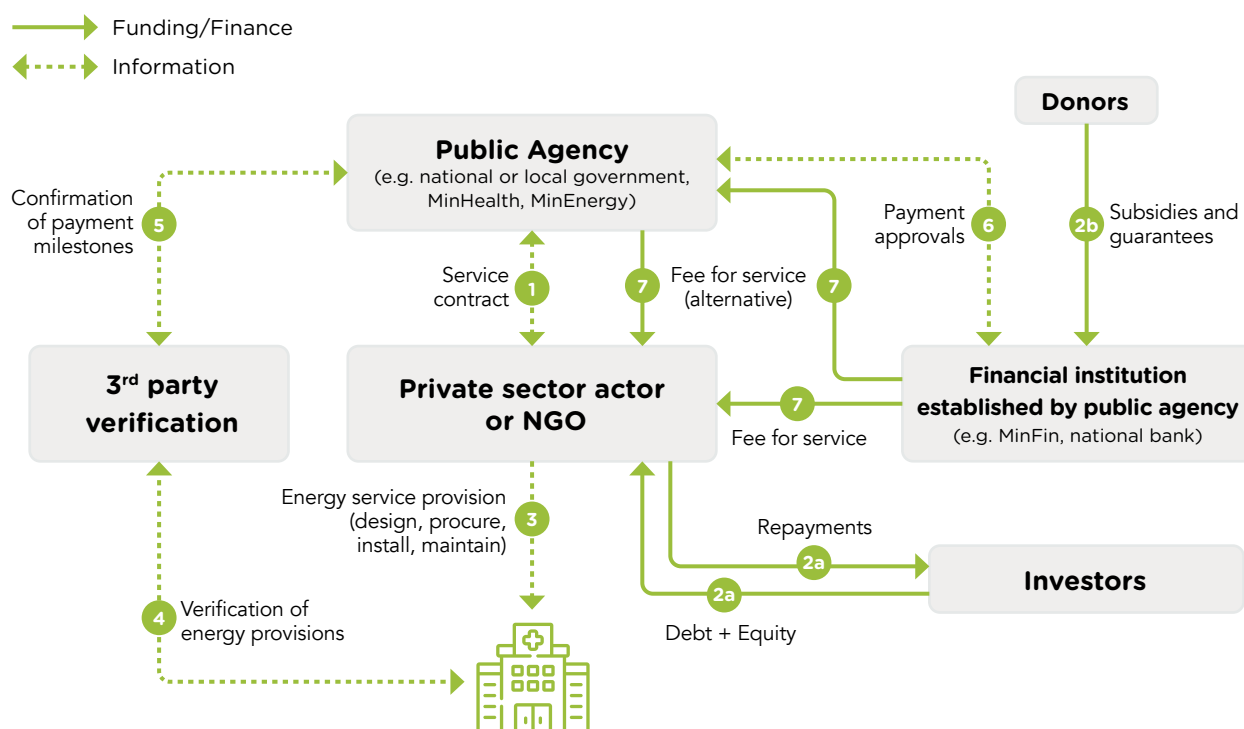 Funding/Finance
Information
Donors
Public Agency
(e.g. national or local government,
MinHealth, MinEnergy)
Confirmation
of payment
milestones
5
Service
contract
1
7
Fee for service
(alternative)
7
Payment
approvals
6
2b
Subsidies and
guarantees
3rd party
verification
Private sector actor
or NGO
7
Fee for service
Financial institution
established by public agency
(e.g. MinFin, national bank)
Energy service provision
(design, procure,
install, maintain)
3
Repayments
2a
2a
Debt + Equity
Investors
4
Verification of
energy provisions